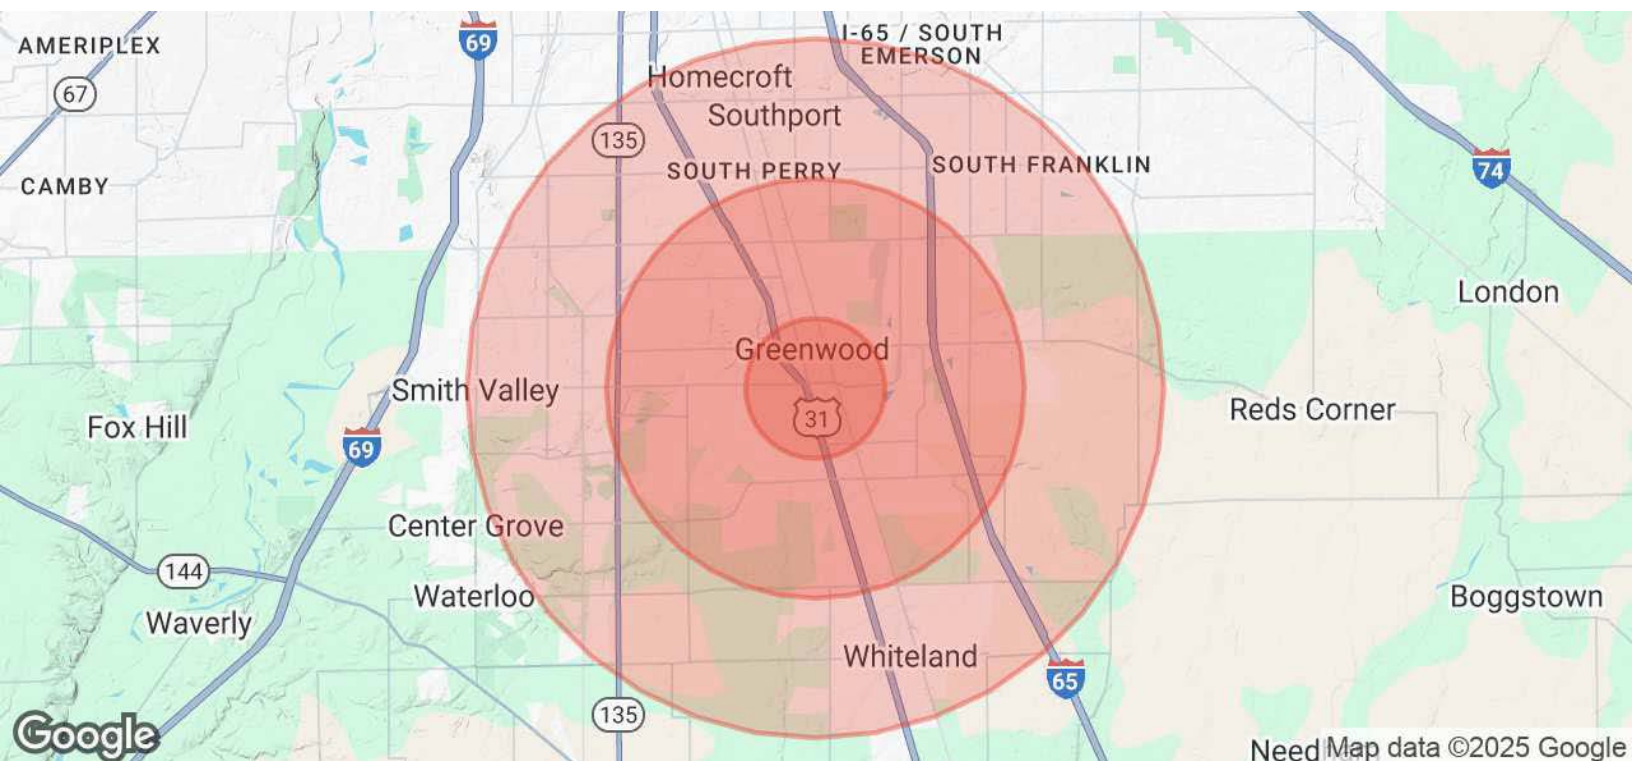 I-65 / SOUTH
EMERSON
AMERIPLEX
69
Homecroft
67
Southport
135
SOUTH PERRY
SOUTH FRANKLIN
74
CAMBY
London
Greenwood
Smith Valley
31
Reds Corner
Fox Hill
69
Center Grove
144
Waterloo
Boggstown
Waverly
Whiteland
65
135
Google
Map data ©2025 Google